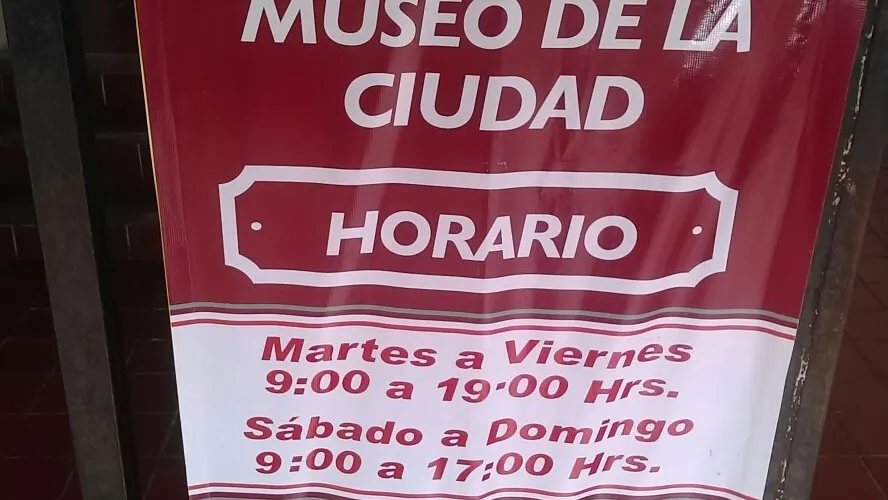 MUSEO DE LA
CIUDAD
HORARIO
Martes a Viernes
9:00 a 19:00 Hrs.
Sábado a Domingo
9:00 a 17:00 Hrs.